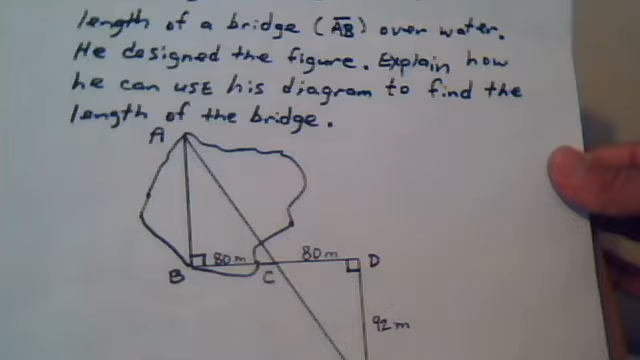 length of a bridge (AB) over water.
He designed the figure. Explain how
he can use his diagram to find the
length of the bridge.
A
80m
80m
D
B
C
92m